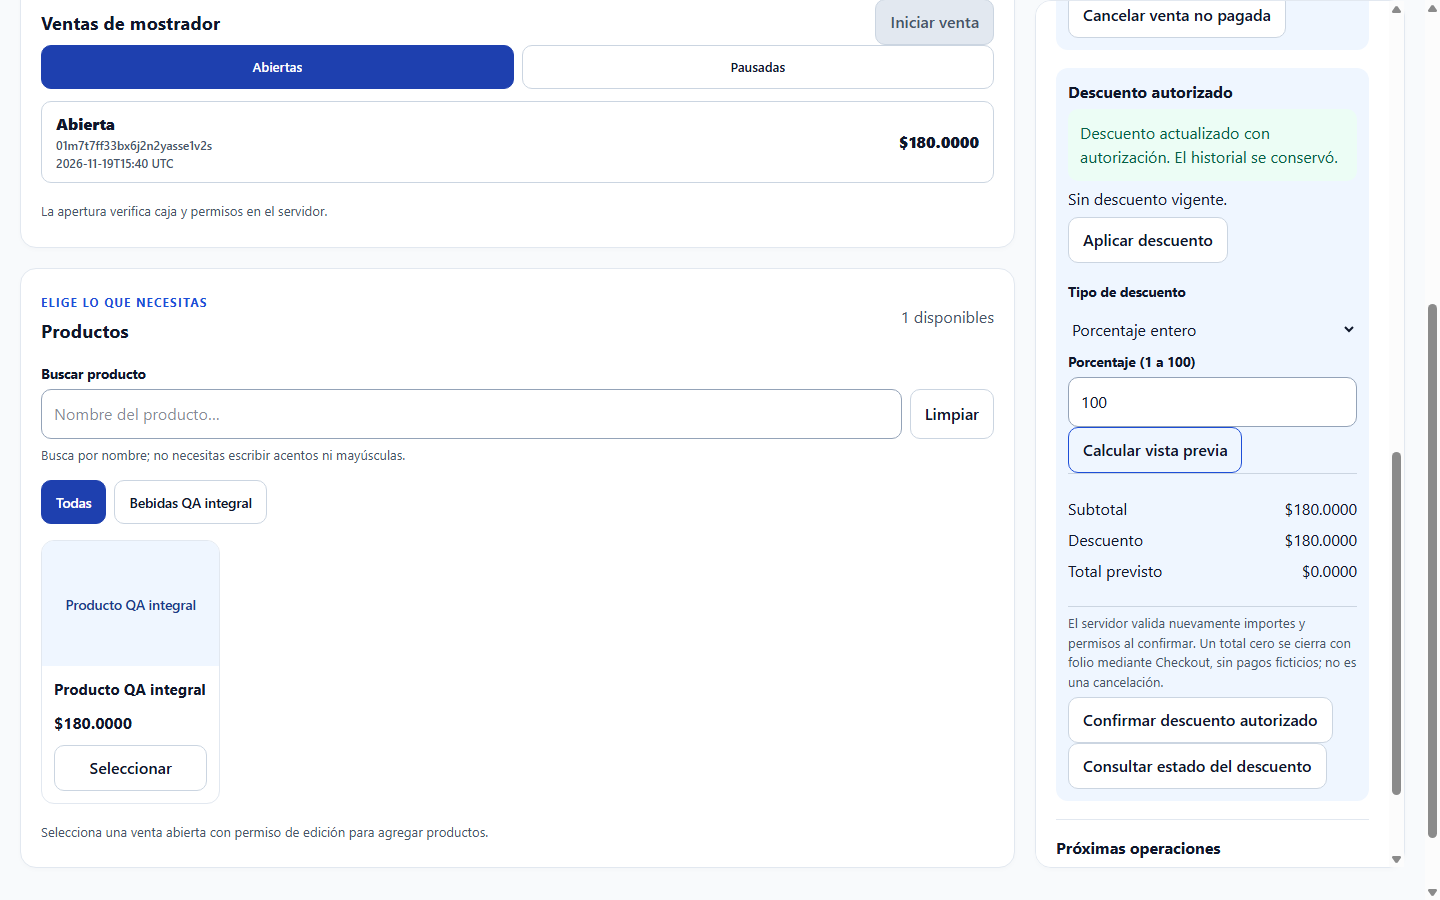 Ventas de mostrador
Iniciar venta
Abiertas
Pausadas
Abierta
01m7t7ff33bx6j2n2yasse1v2s
2026-11-19T15:40 UTC
$180.0000
La apertura verifica caja y permisos en el servidor.
ELIGE LO QUE NECESITAS
Productos
1 disponibles
Buscar producto
Nombre del producto...
Limpiar
Busca por nombre; no necesitas escribir acentos ni mayúsculas.
Todas
Bebidas QA integral
Producto QA integral
Producto QA integral
$180.0000
Seleccionar
Selecciona una venta abierta con permiso de edición para agregar productos.
Cancelar venta no pagada
Descuento autorizado
Descuento actualizado con
autorización. El historial se conservó.
Sin descuento vigente.
Aplicar descuento
Tipo de descuento
Porcentaje entero
Porcentaje (1 a 100)
100
Calcular vista previa
Subtotal $180.0000
Descuento $180.0000
Total previsto $0.0000
El servidor valida nuevamente importes y
permisos al confirmar. Un total cero se cierra con
folio mediante Checkout, sin pagos ficticios; no es
una cancelación.
Confirmar descuento autorizado
Consultar estado del descuento
Próximas operaciones